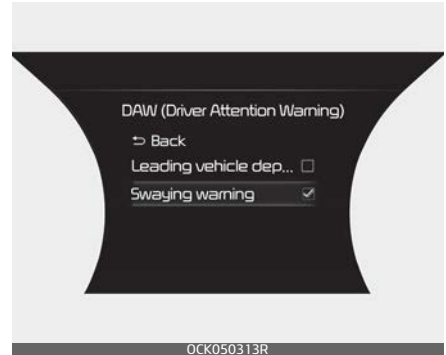 DAW (Driver Attention Warning)
⮌ Back
Leading vehicle dep...
Swaying warning
OCK050313R